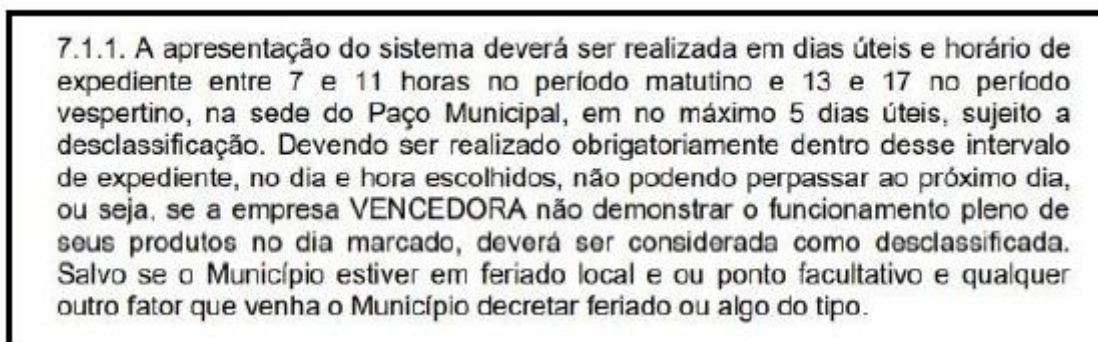 7.1.1. A apresentação do sistema deverá ser realizada em dias úteis e horário de
expediente entre 7 e 11 horas no período matutino e 13 e 17 no período
vespertino, na sede do Paço Municipal, em no máximo 5 dias úteis, sujeito a
desclassificação. Devendo ser realizado obrigatoriamente dentro desse intervalo
de expediente, no dia e hora escolhidos, não podendo perpassar ao próximo dia,
ou seja, se a empresa VENCEDORA não demonstrar o funcionamento pleno de
seus produtos no dia marcado, deverá ser considerada como desclassificada.
Salvo se o Município estiver em feriado local e ou ponto facultativo e qualquer
outro fator que venha o Município decretar feriado ou algo do tipo.